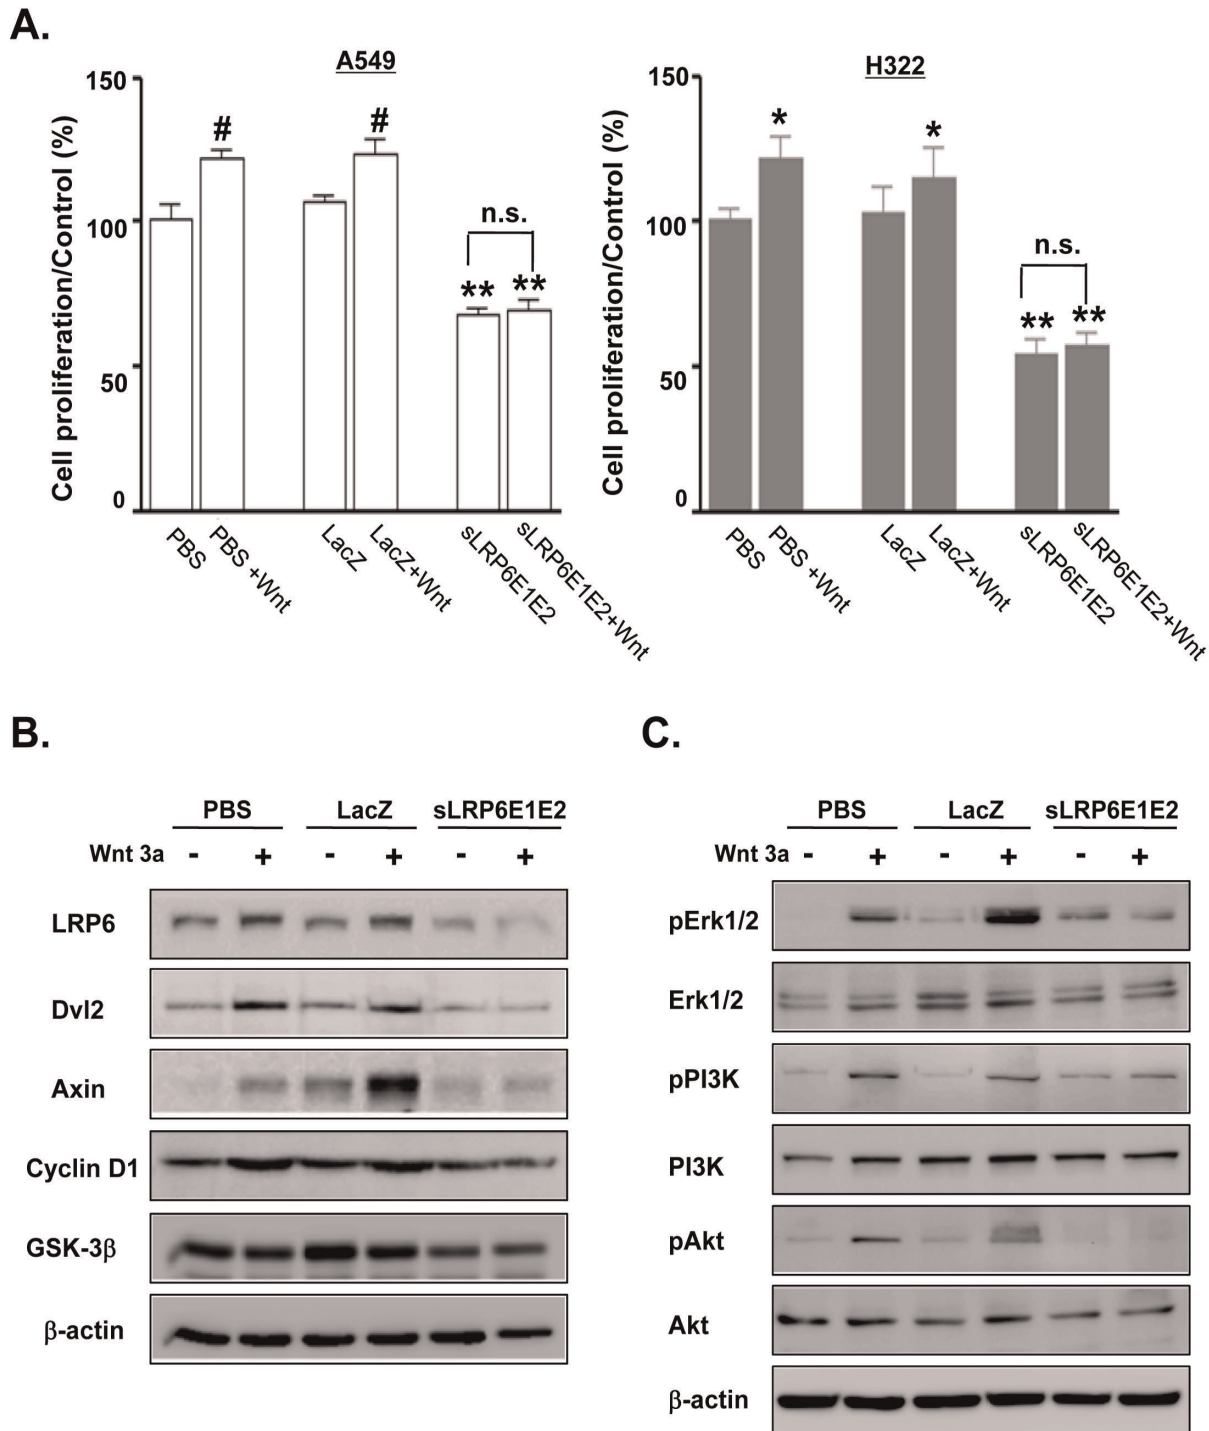 A.
A549
Cell proliferation/Control (%)
150
100
50
0
#
#
n.s.
**
**
PBS
PBS +Wnt
LacZ
LacZ+Wnt
sLRP6E1E2
sLRP6E1E2+Wnt
H322
Cell proliferation/Control (%)
150
100
50
0
*
*
n.s.
**
**
PBS
PBS +Wnt
LacZ
LacZ+Wnt
sLRP6E1E2
sLRP6E1E2+Wnt
B.
PBS LacZ sLRP6E1E2
Wnt 3a - + - + - +
LRP6
Dvl2
Axin
Cyclin D1
GSK-3β
β-actin
C.
PBS LacZ sLRP6E1E2
Wnt 3a - + - + - +
pErk1/2
Erk1/2
pPI3K
PI3K
pAkt
Akt
β-actin